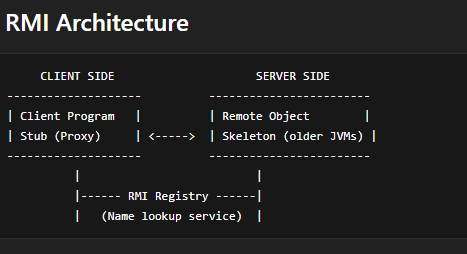 RMI Architecture
CLIENT SIDE                     SERVER SIDE
--------------------          ------------------------
| Client Program   |          | Remote Object        |
| Stub (Proxy)     | <----->  | Skeleton (older JVMs) |
--------------------          ------------------------
          |                          |
          |------ RMI Registry ------|
          |   (Name lookup service)  |